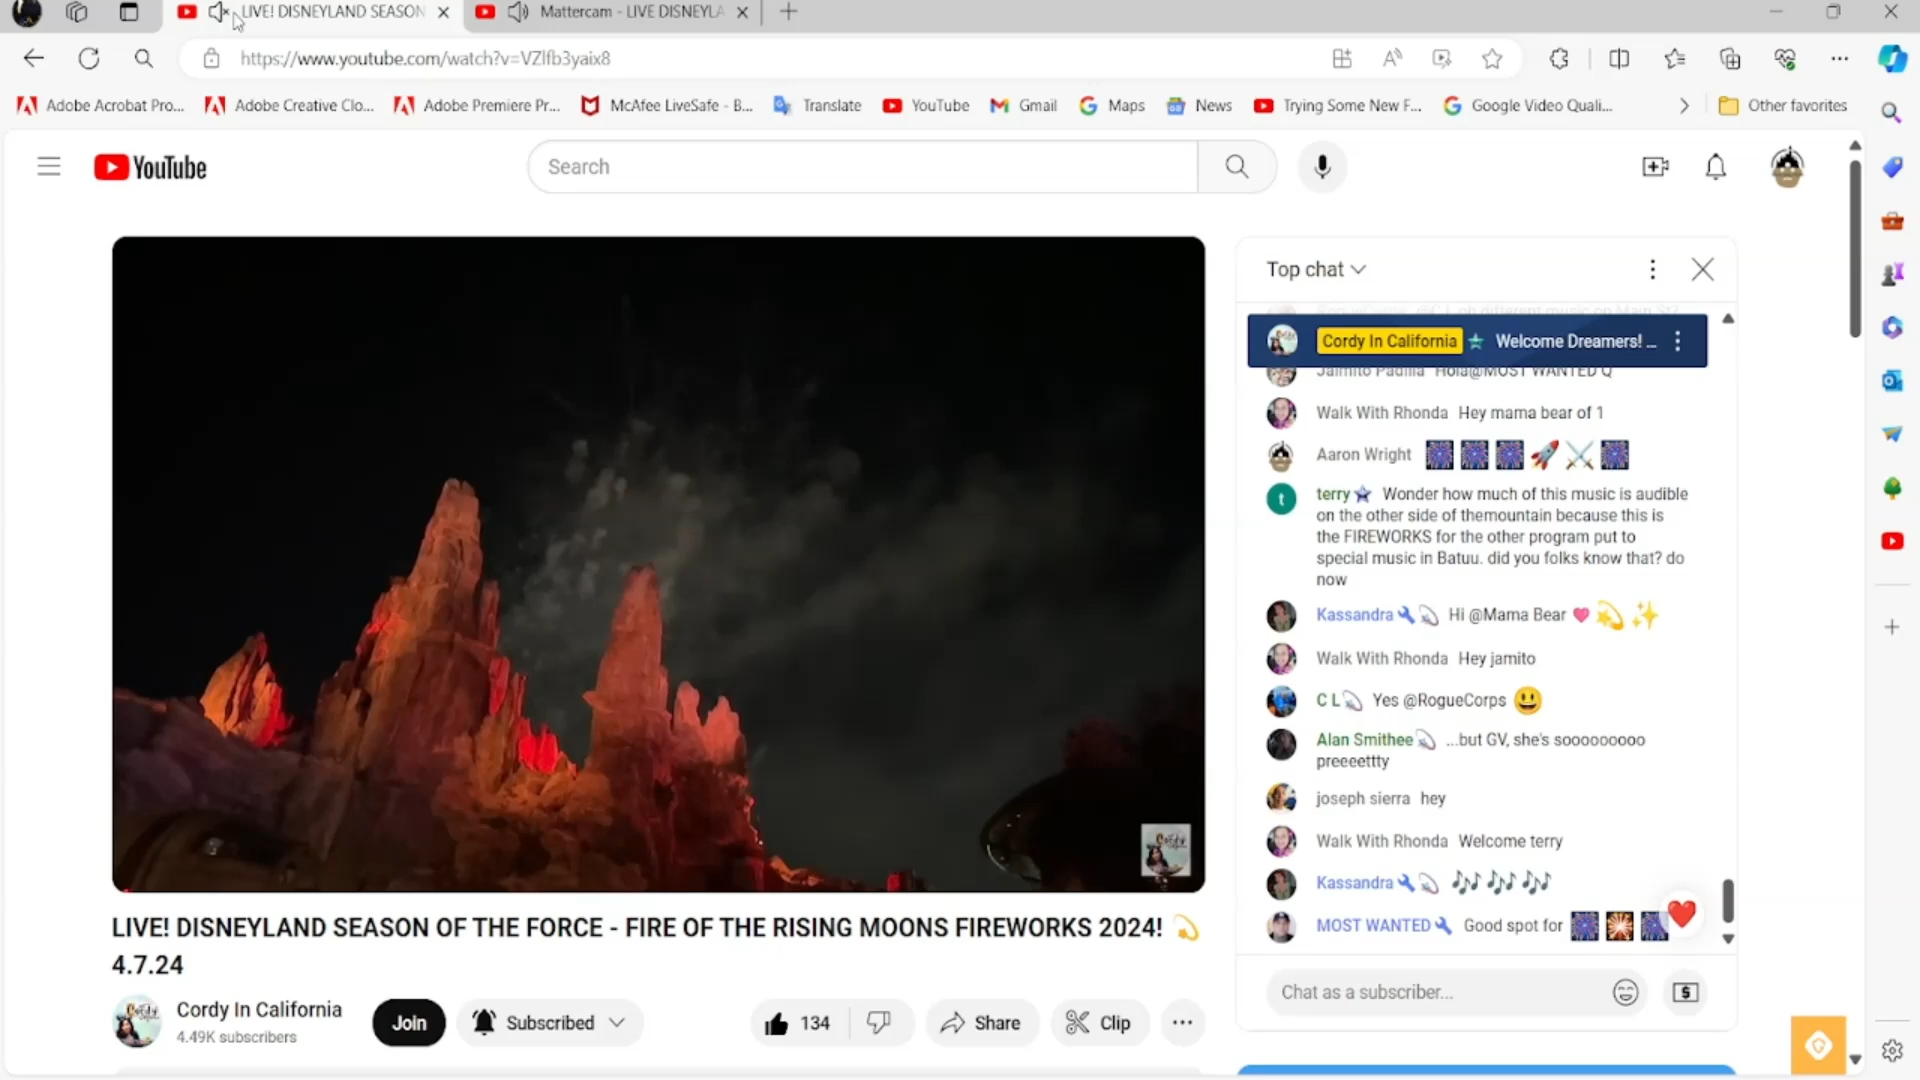 LIVE! DISNEYLAND SEASON
Mattercam - LIVE DISNEYLA
https://www.youtube.com/watch?v=VZlfb3yaix8
Adobe Acrobat Pro...
Adobe Creative Clo...
Adobe Premiere Pr...
McAfee LiveSafe - B...
Translate
YouTube
Gmail
Maps
News
Trying Some New F...
Google Video Quali...
Other favorites
YouTube
Search
Top chat
Cordy In California Welcome Dreamers! ...
Jaimito Padilla Hola@MOST WANTED Q
Walk With Rhonda Hey mama bear of 1
Aaron Wright
terry Wonder how much of this music is audible
on the other side of themountain because this is
the FIREWORKS for the other program put to
special music in Batuu. did you folks know that? do
now
Kassandra Hi @Mama Bear
Walk With Rhonda Hey jamito
C L Yes @RogueCorps
Alan Smithee ...but GV, she's sooooooooo
preeeettty
joseph sierra hey
Walk With Rhonda Welcome terry
Kassandra
MOST WANTED Good spot for
Chat as a subscriber...
LIVE! DISNEYLAND SEASON OF THE FORCE - FIRE OF THE RISING MOONS FIREWORKS 2024!
4.7.24
Cordy In California
4.49K subscribers
Join
Subscribed
134
Share
Clip